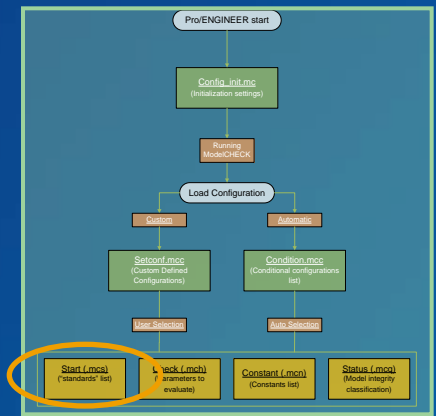 Pro/ENGINEER start
Config_init.mc
(Initialization settings)
Running
ModelCHECK
Load Configuration
Custom
Automatic
Setconf.mcc
(Custom Defined
Configurations)
Condition.mcc
(Conditional configurations
list)
User Selection
Auto Selection
Start (.mcs)
("standards" list)
Check (.mch)
(Parameters to
evaluate)
Constant (.mcn)
(Constants list)
Status (.mcq)
(Model integrity
classification)